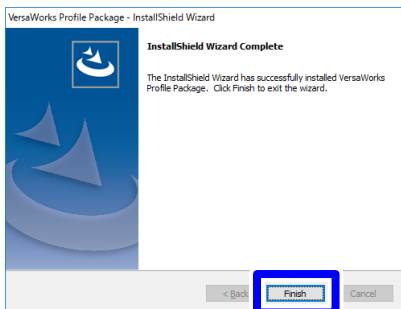 VersaWorks Profile Package - InstallShield Wizard
InstallShield Wizard Complete
The InstallShield Wizard has successfully installed VersaWorks
Profile Package. Click Finish to exit the wizard.
< Back
Finish
Cancel